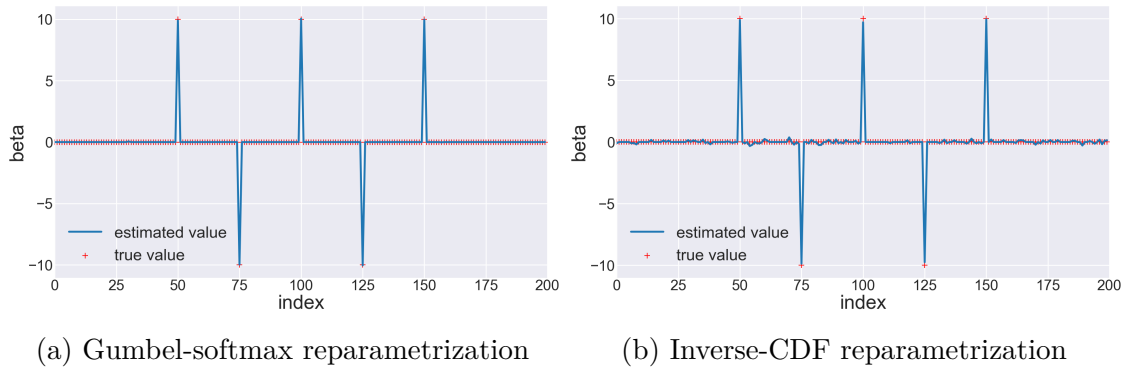 10
5
0
−5
−10
beta
estimated value
true value
0 25 50 75 100 125 150 175 200
index
(a) Gumbel-softmax reparametrization
10
5
0
−5
−10
beta
estimated value
true value
0 25 50 75 100 125 150 175 200
index
(b) Inverse-CDF reparametrization